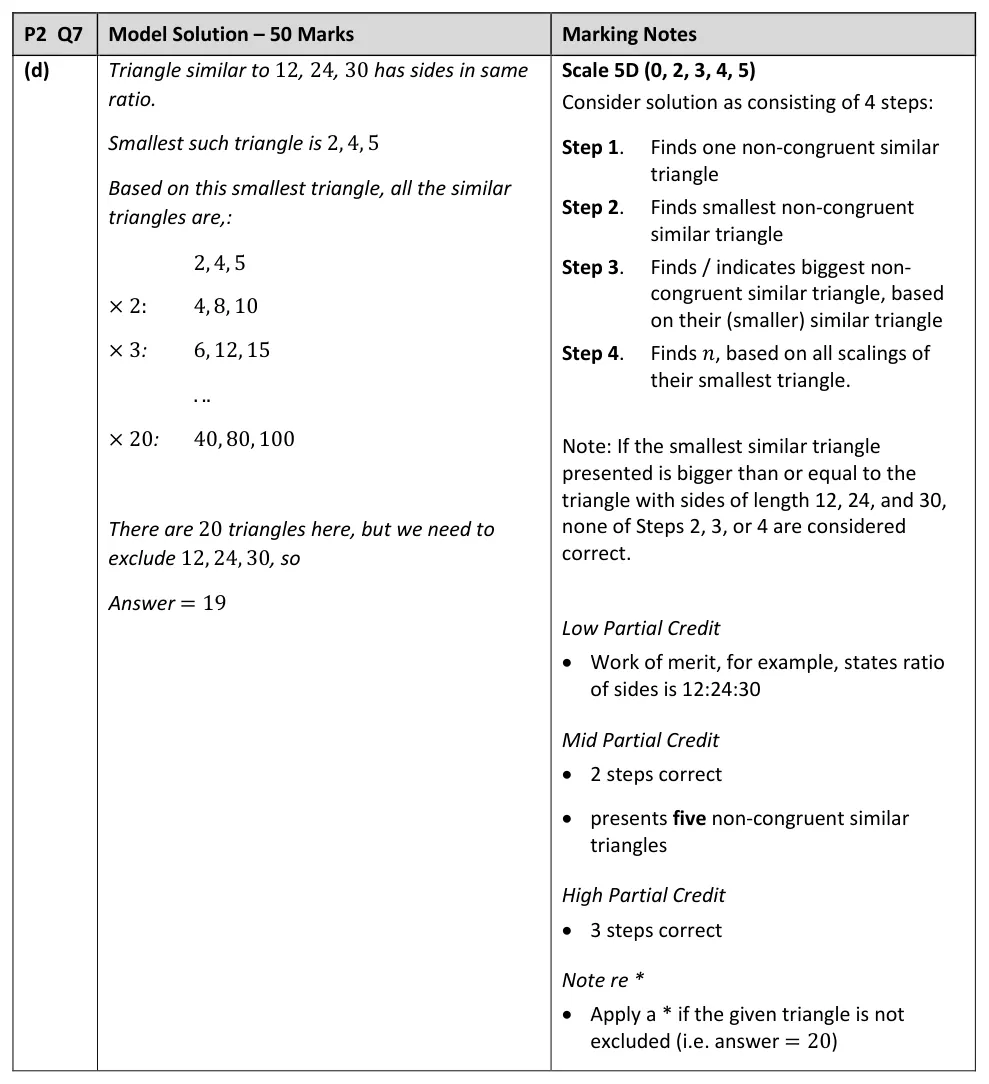 P2 Q7
Model Solution – 50 Marks
Marking Notes
(d)
Triangle similar to 12, 24, 30 has sides in same
ratio.
Smallest such triangle is 2, 4, 5
Based on this smallest triangle, all the similar
triangles are,:
2, 4, 5
× 2: 4, 8, 10
× 3: 6, 12, 15
. ..
× 20: 40, 80, 100
There are 20 triangles here, but we need to
exclude 12, 24, 30, so
Answer = 19
Scale 5D (0, 2, 3, 4, 5)
Consider solution as consisting of 4 steps:
Step 1. Finds one non-congruent similar
triangle
Step 2. Finds smallest non-congruent
similar triangle
Step 3. Finds / indicates biggest non-
congruent similar triangle, based
on their (smaller) similar triangle
Step 4. Finds n, based on all scalings of
their smallest triangle.
Note: If the smallest similar triangle
presented is bigger than or equal to the
triangle with sides of length 12, 24, and 30,
none of Steps 2, 3, or 4 are considered
correct.
Low Partial Credit
• Work of merit, for example, states ratio
of sides is 12:24:30
Mid Partial Credit
• 2 steps correct
• presents five non-congruent similar
triangles
High Partial Credit
• 3 steps correct
Note re *
• Apply a * if the given triangle is not
excluded (i.e. answer = 20)